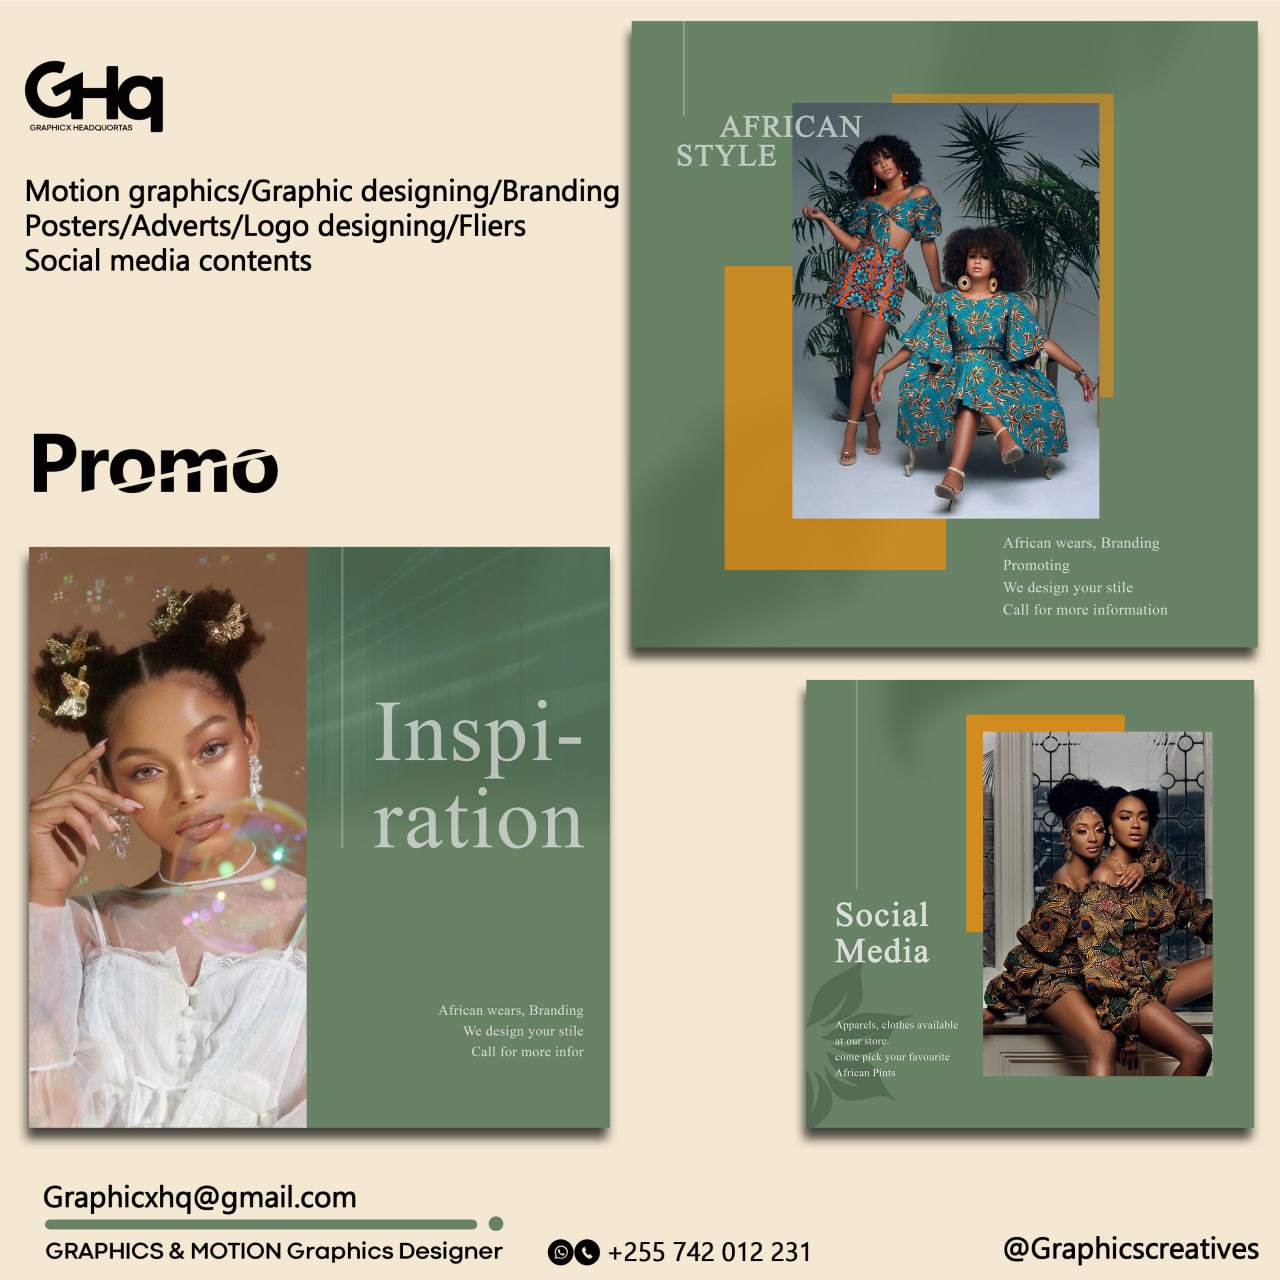 GHq
GRAPHICX HEADQUORTAS
Motion graphics/Graphic designing/Branding
Posters/Adverts/Logo designing/Fliers
Social media contents
Promo
AFRICAN
STYLE
African wears, Branding
Promoting
We design your stile
Call for more information
Inspi-
ration
African wears, Branding
We design your stile
Call for more infor
Social
Media
Apparels, clothes available
at our store.
come pick your favourite
African Pints
Graphicxhq@gmail.com
GRAPHICS & MOTION Graphics Designer
+255 742 012 231
@Graphicscreatives